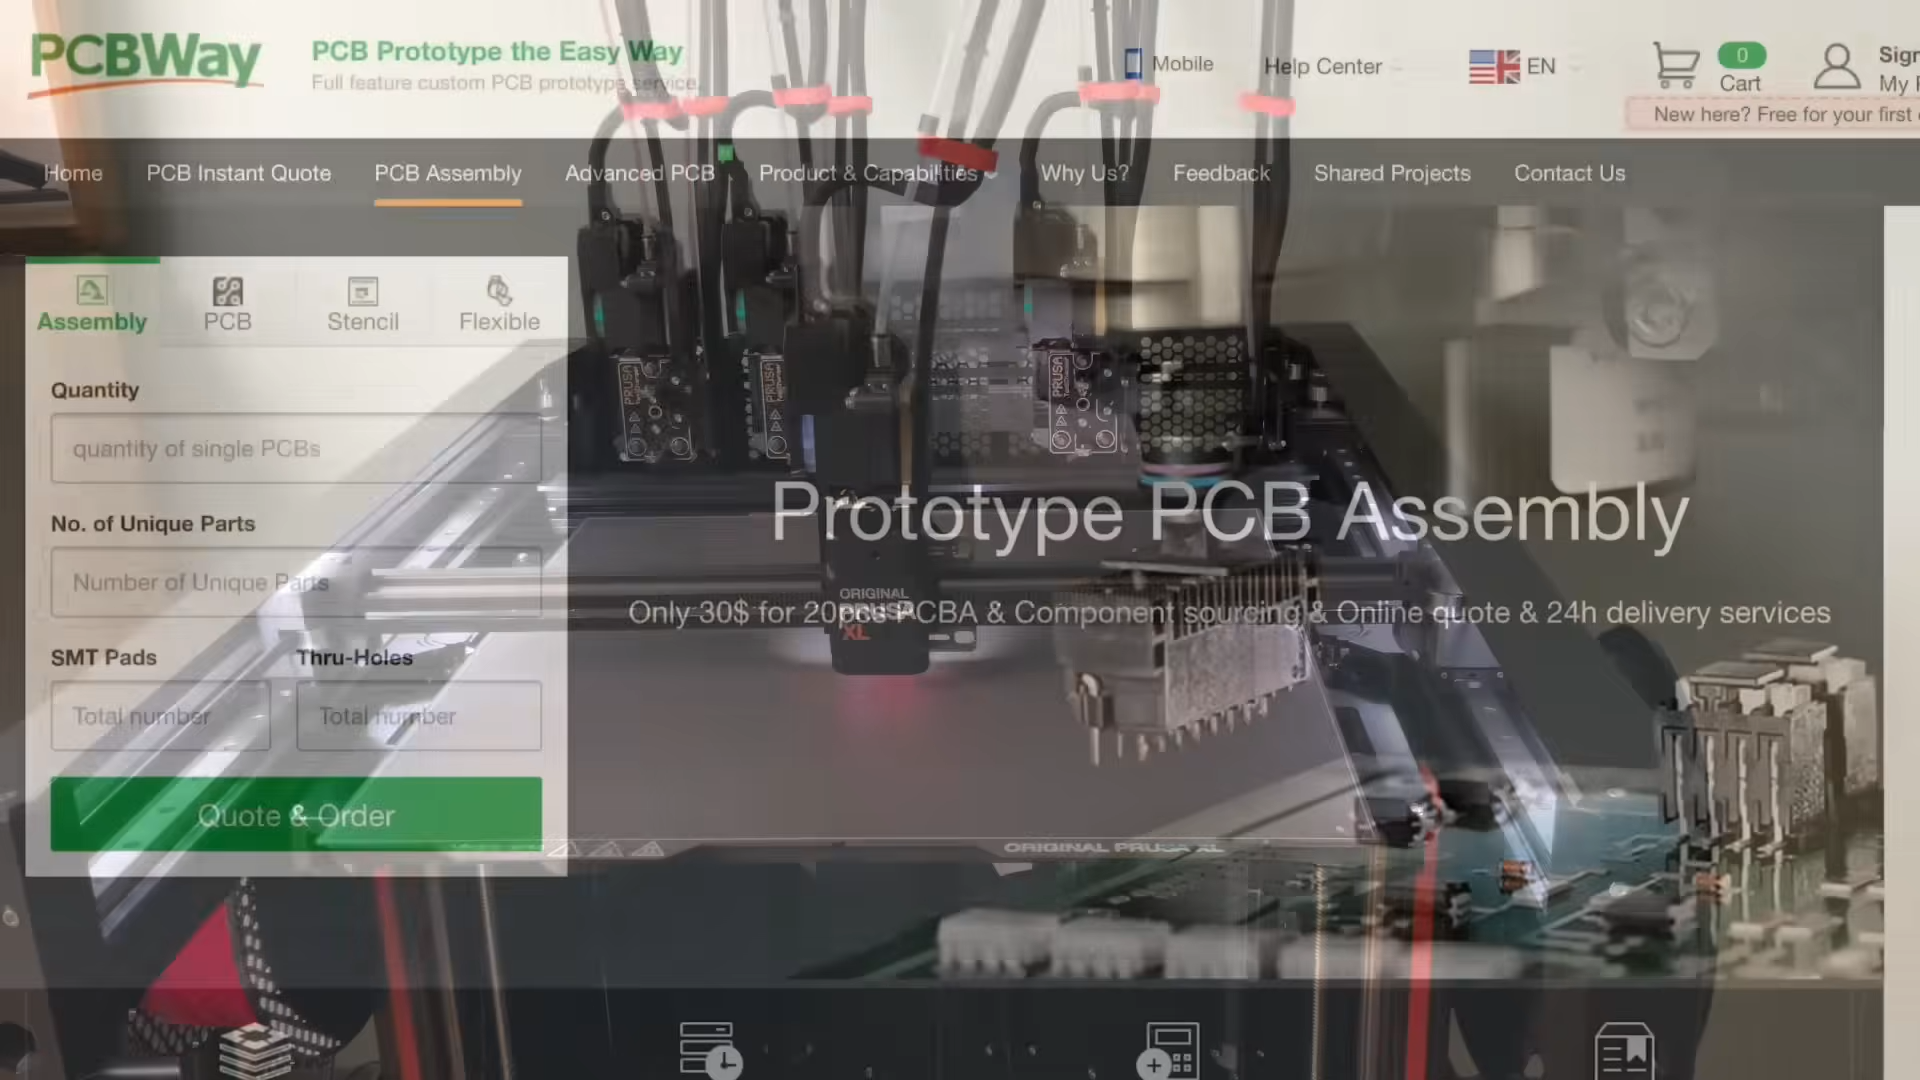 PCBWay
PCB Prototype the Easy Way
Full feature custom PCB prototype service.
Mobile
Help Center
EN
0
Cart
Sign
My
New here? Free for your first
Home
PCB Instant Quote
PCB Assembly
Advanced PCB
Product & Capabilities
Why Us?
Feedback
Shared Projects
Contact Us
Assembly
PCB
Stencil
Flexible
Quantity
quantity of single PCBs
No. of Unique Parts
Number of Unique Parts
SMT Pads
Thru-Holes
Total number
Total number
Quote & Order
PRUSA
PRUSA
PRUSA
Prototype PCB Assembly
Only 30$ for 20pcs PCBA & Component sourcing & Online quote & 24h delivery services
ORIGINAL
PRUSA
XL
ORIGINAL PRUSA XL